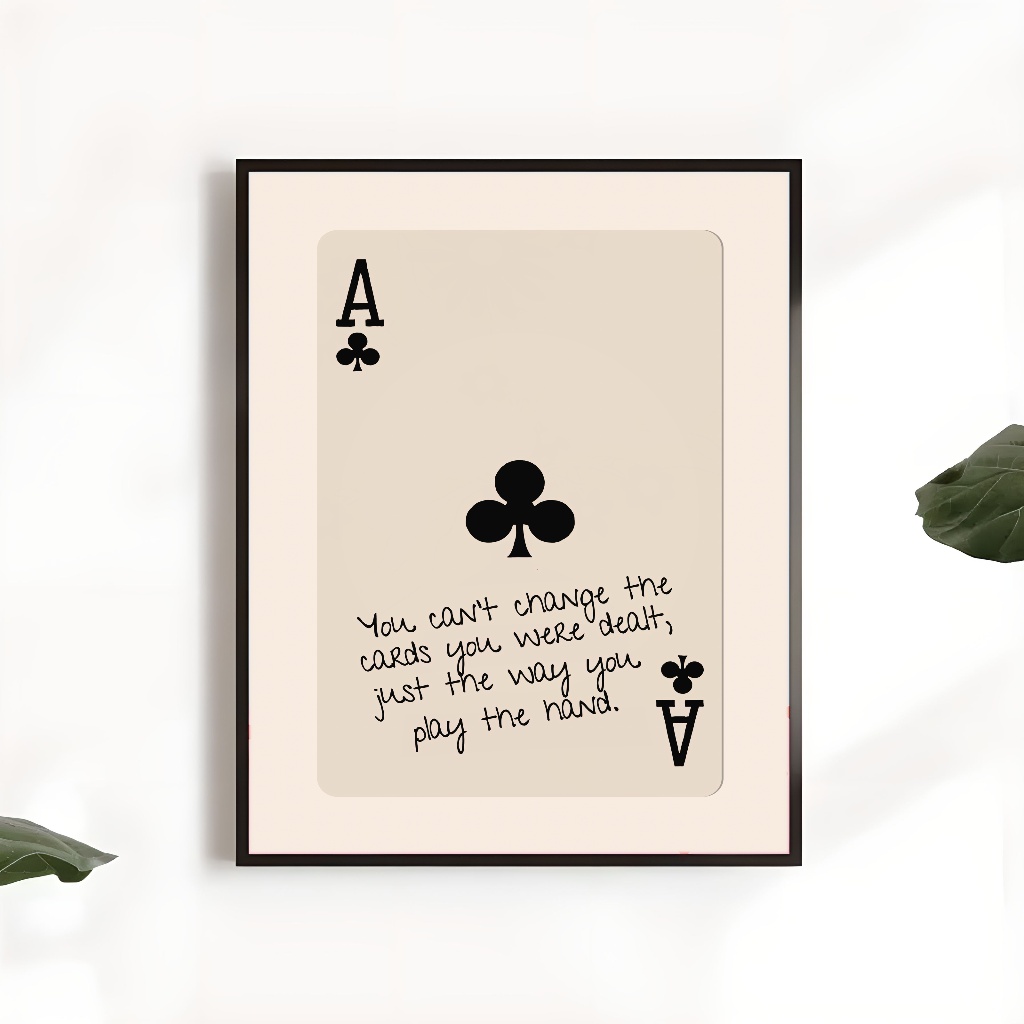 A
You can't change the
cards you were dealt,
just the way you
play the hand.
A